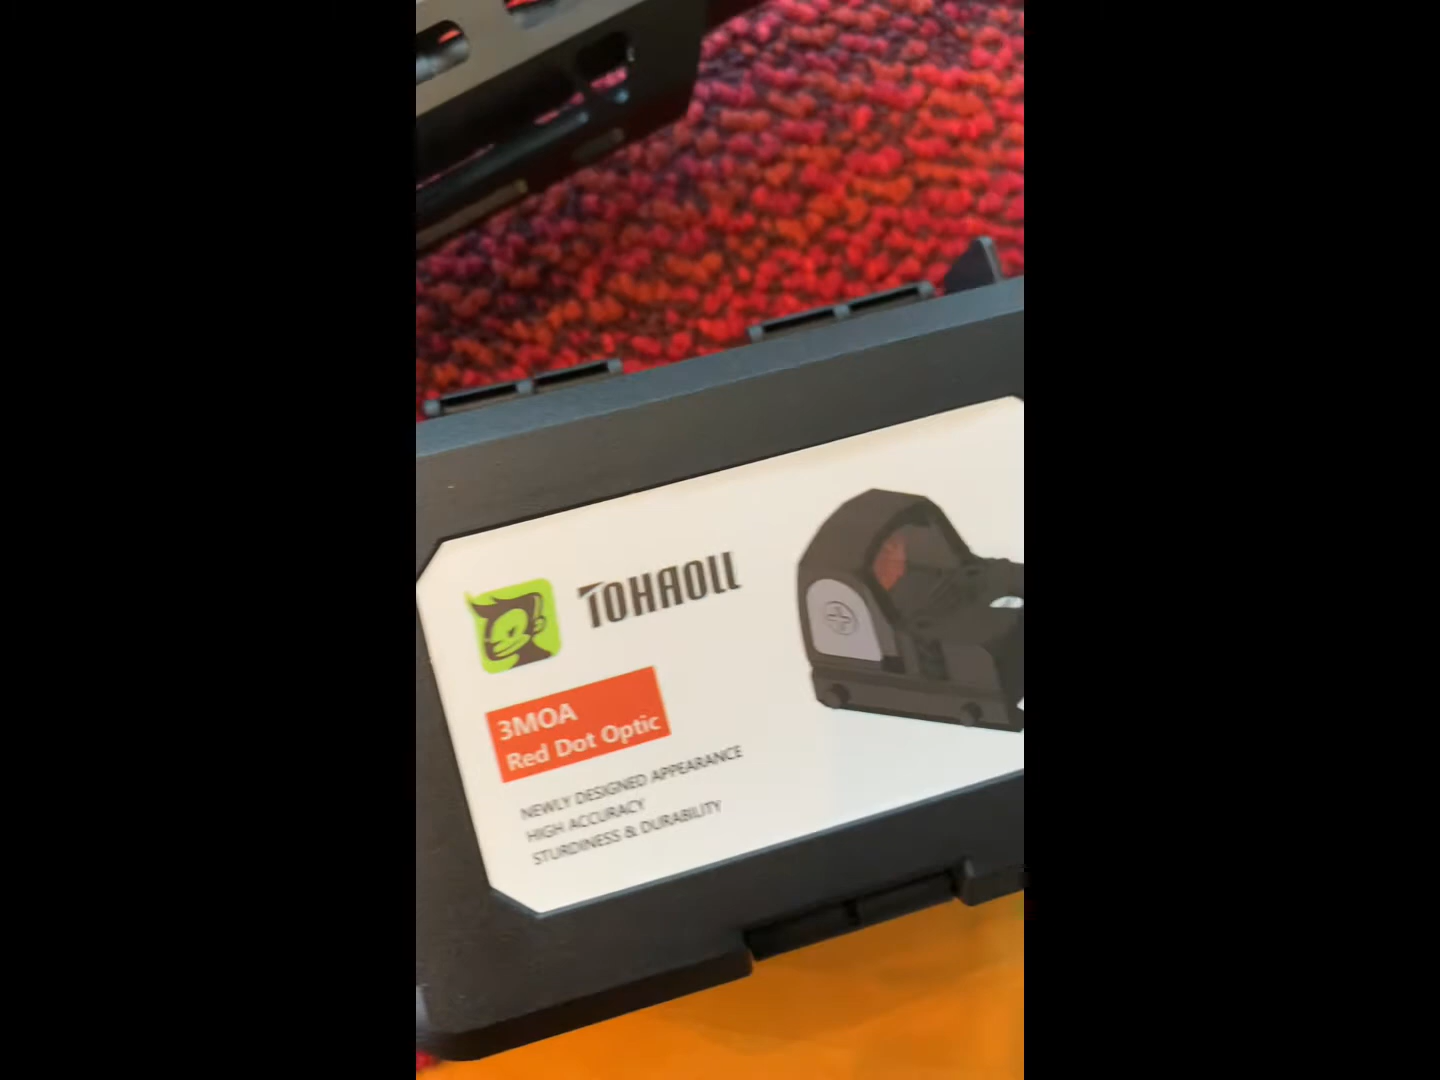 TOHAOLL
3MOA
Red Dot Optic
NEWLY DESIGNED APPEARANCE
HIGH ACCURACY
STURDINESS & DURABILITY